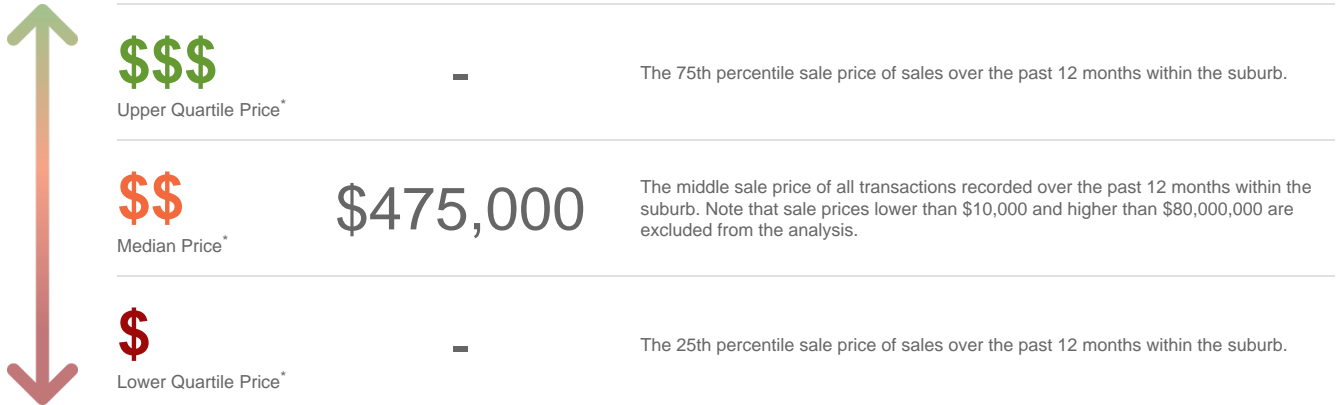 $$$
Upper Quartile Price*
-
The 75th percentile sale price of sales over the past 12 months within the suburb.
$$
Median Price*
$475,000
The middle sale price of all transactions recorded over the past 12 months within the
suburb. Note that sale prices lower than $10,000 and higher than $80,000,000 are
excluded from the analysis.
$
Lower Quartile Price*
-
The 25th percentile sale price of sales over the past 12 months within the suburb.